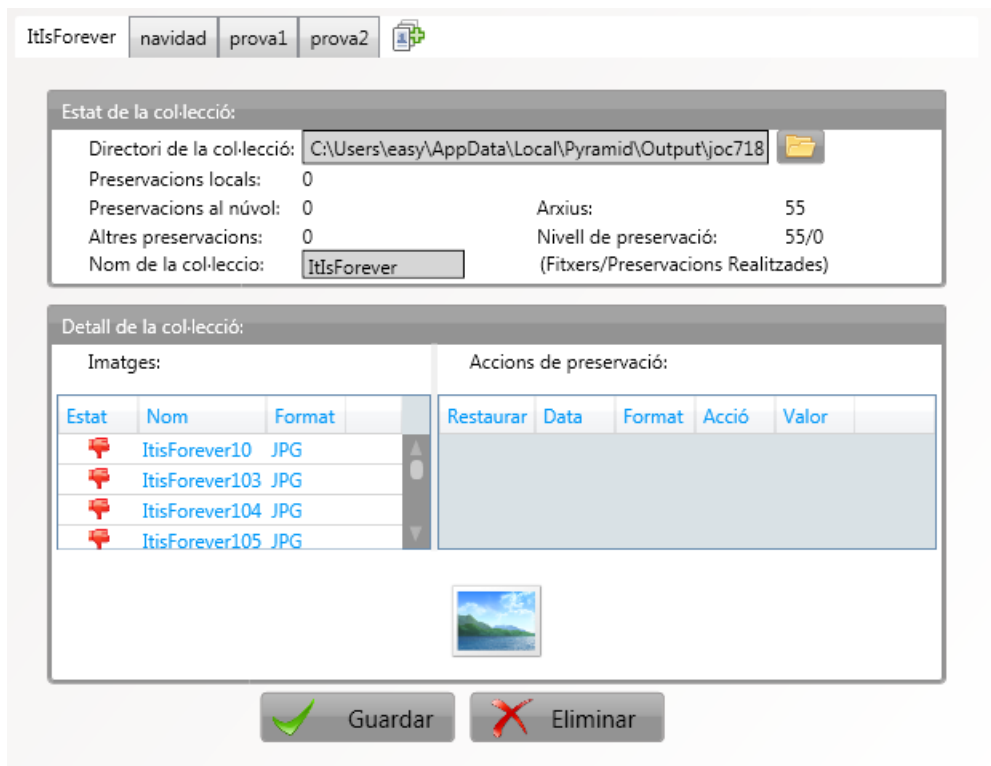 ItIsForever navidad prova1 prova2
Estat de la col·lecció:
Directori de la col·lecció: C:\Users\easy\AppData\Local\Pyramid\Output\joc718
Preservacions locals: 0
Preservacions al núvol: 0 Arxius: 55
Altres preservacions: 0 Nivell de preservació: 55/0
Nom de la col·leccio: ItIsForever (Fitxers/Preservacions Realitzades)
Detall de la col·lecció:
Imatges: Accions de preservació:
Estat Nom Format Restaurar Data Format Acció Valor
ItisForever10 JPG
ItisForever103 JPG
ItisForever104 JPG
ItisForever105 JPG
Guardar Eliminar